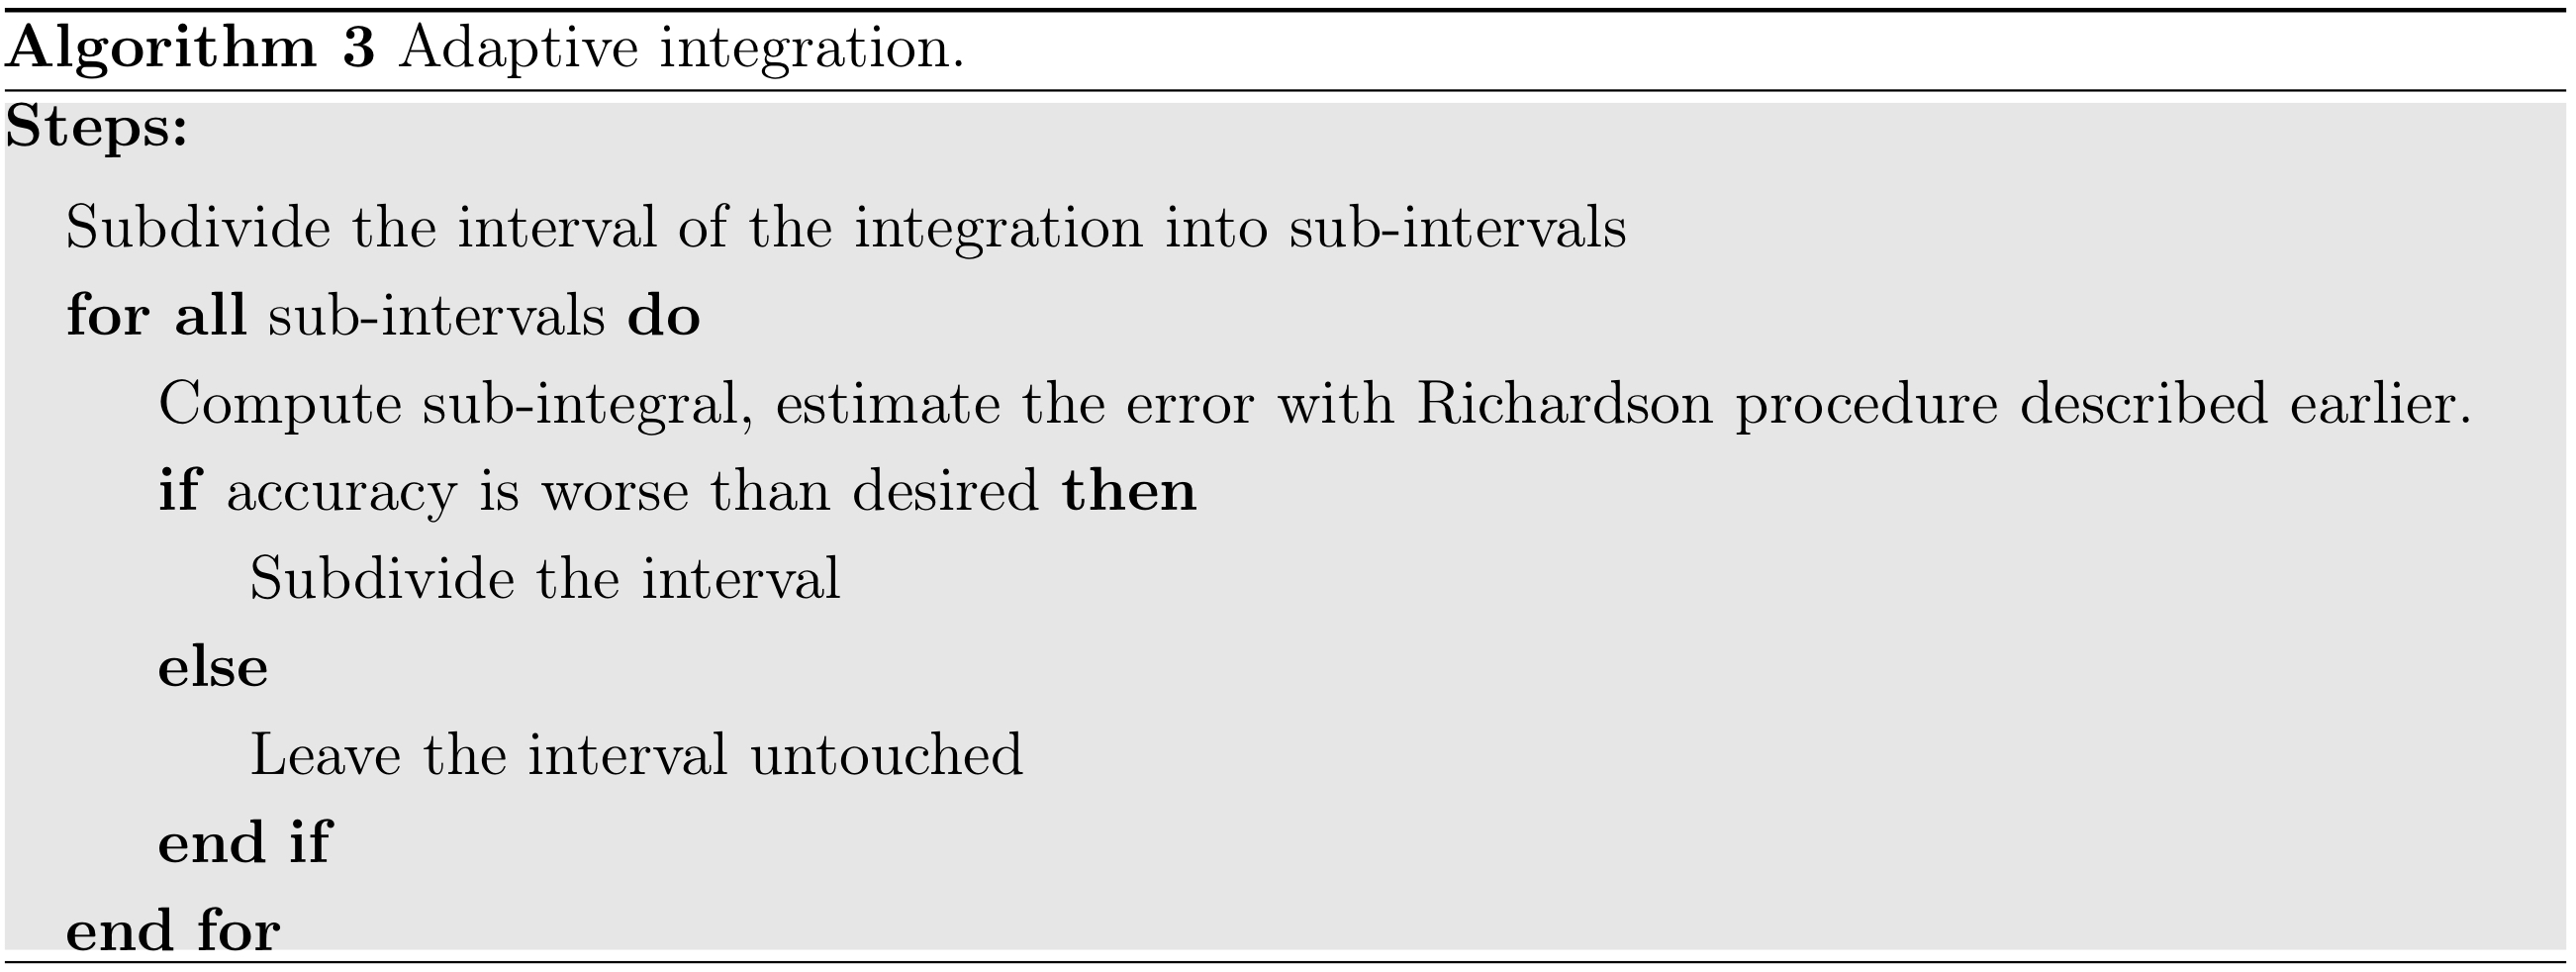 Algorithm 3 Adaptive integration.
Steps:
Subdivide the interval of the integration into sub-intervals
for all sub-intervals do
Compute sub-integral, estimate the error with Richardson procedure described earlier.
if accuracy is worse than desired then
Subdivide the interval
else
Leave the interval untouched
end if
end for